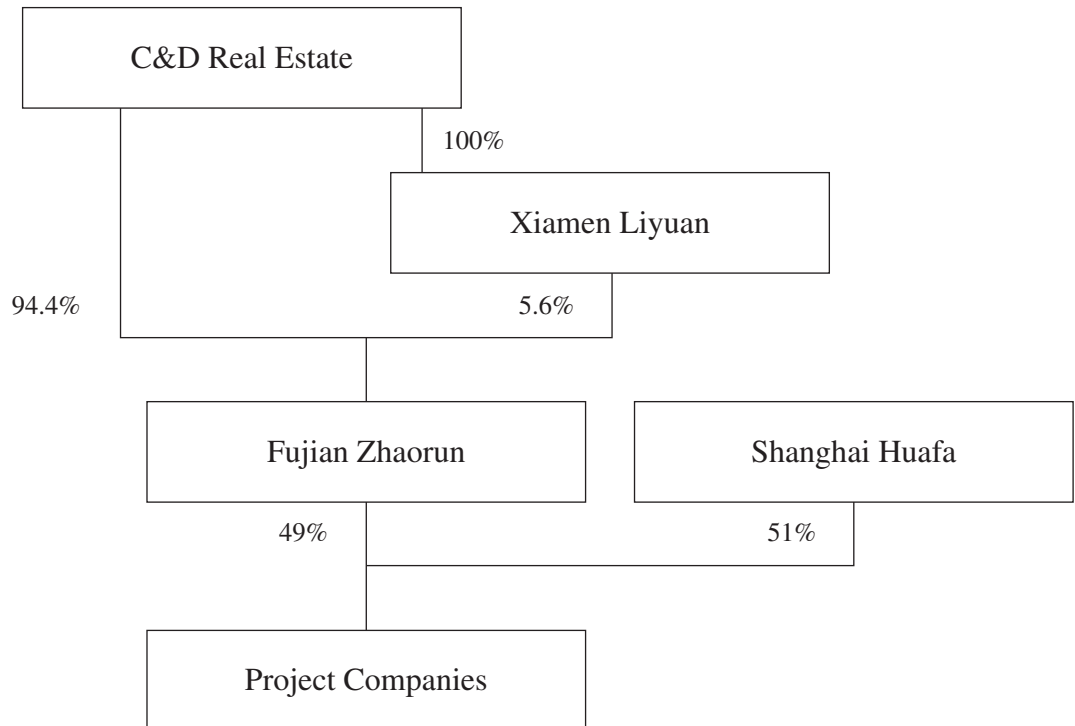 C&D Real Estate
100%
Xiamen Liyuan
94.4%
5.6%
Fujian Zhaorun
Shanghai Huafa
49%
51%
Project Companies